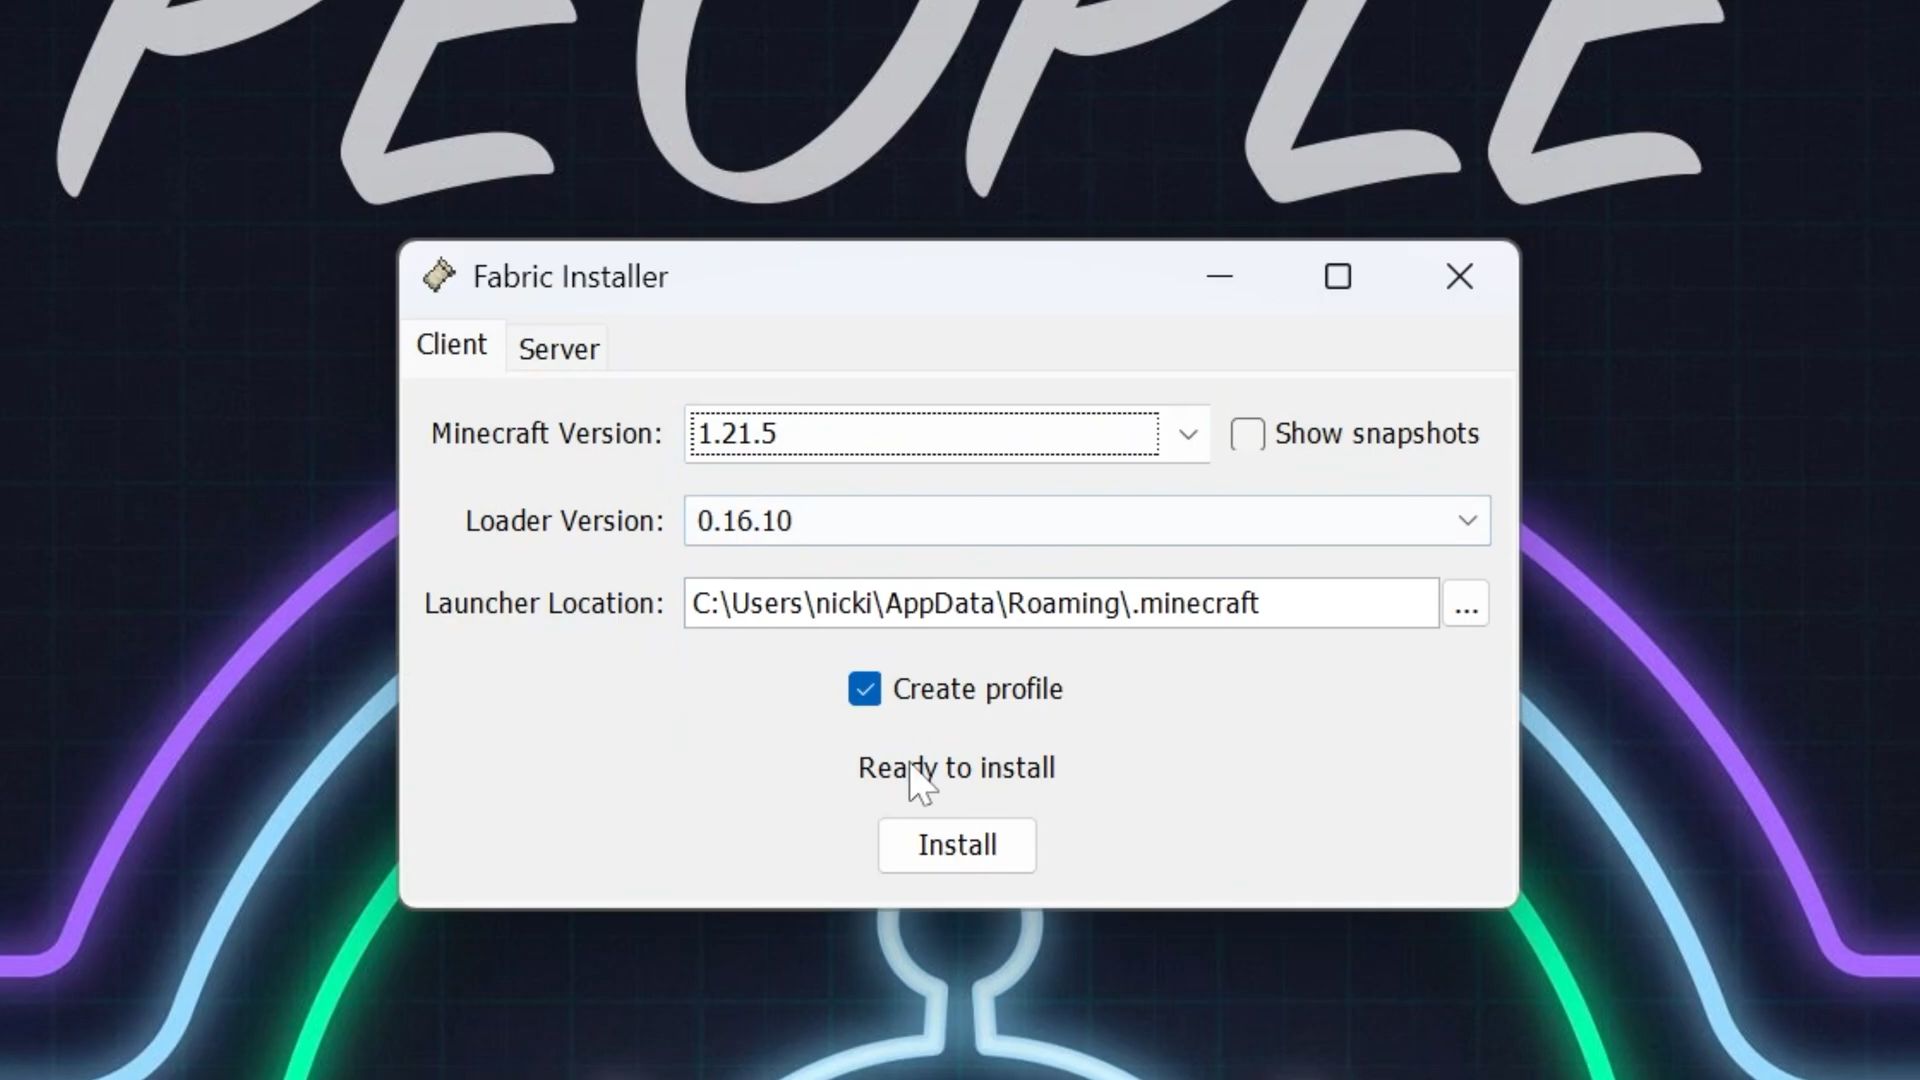 PEOPLE
Fabric Installer
Client Server
Minecraft Version: 1.21.5 Show snapshots
Loader Version: 0.16.10
Launcher Location: C:\Users\nicki\AppData\Roaming\.minecraft ...
Create profile
Ready to install
Install